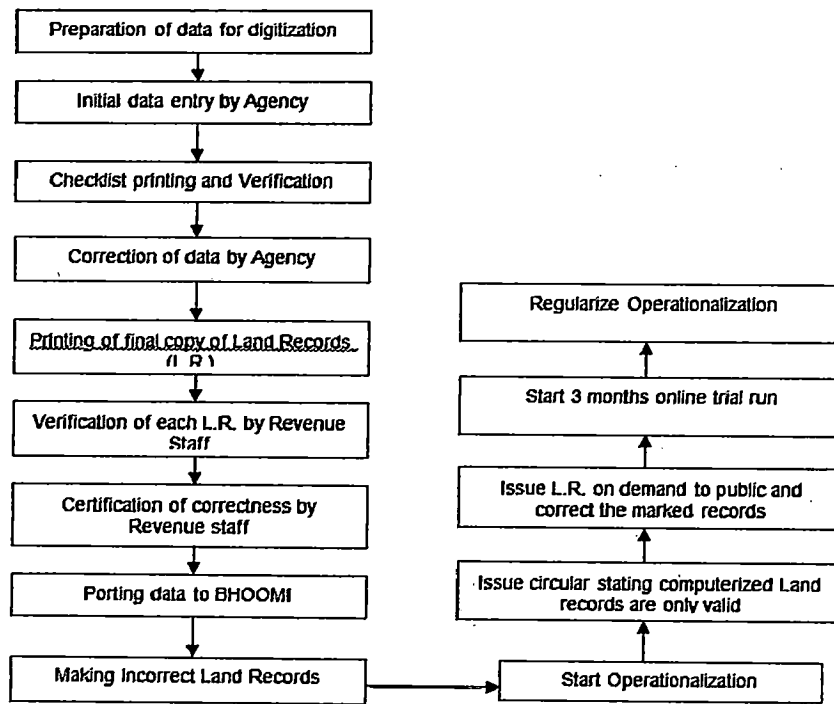 Preparation of data for digitization
Initial data entry by Agency
Checklist printing and Verification
Correction of data by Agency
Printing of final copy of Land Records
(L.R.)
Verification of each L.R. by Revenue
Staff
Certification of correctness by
Revenue staff
Porting data to BHOOMI
Making Incorrect Land Records
Start Operationalization
Issue circular stating computerized Land
records are only valid
Issue L.R. on demand to public and
correct the marked records
Start 3 months online trial run
Regularize Operationalization